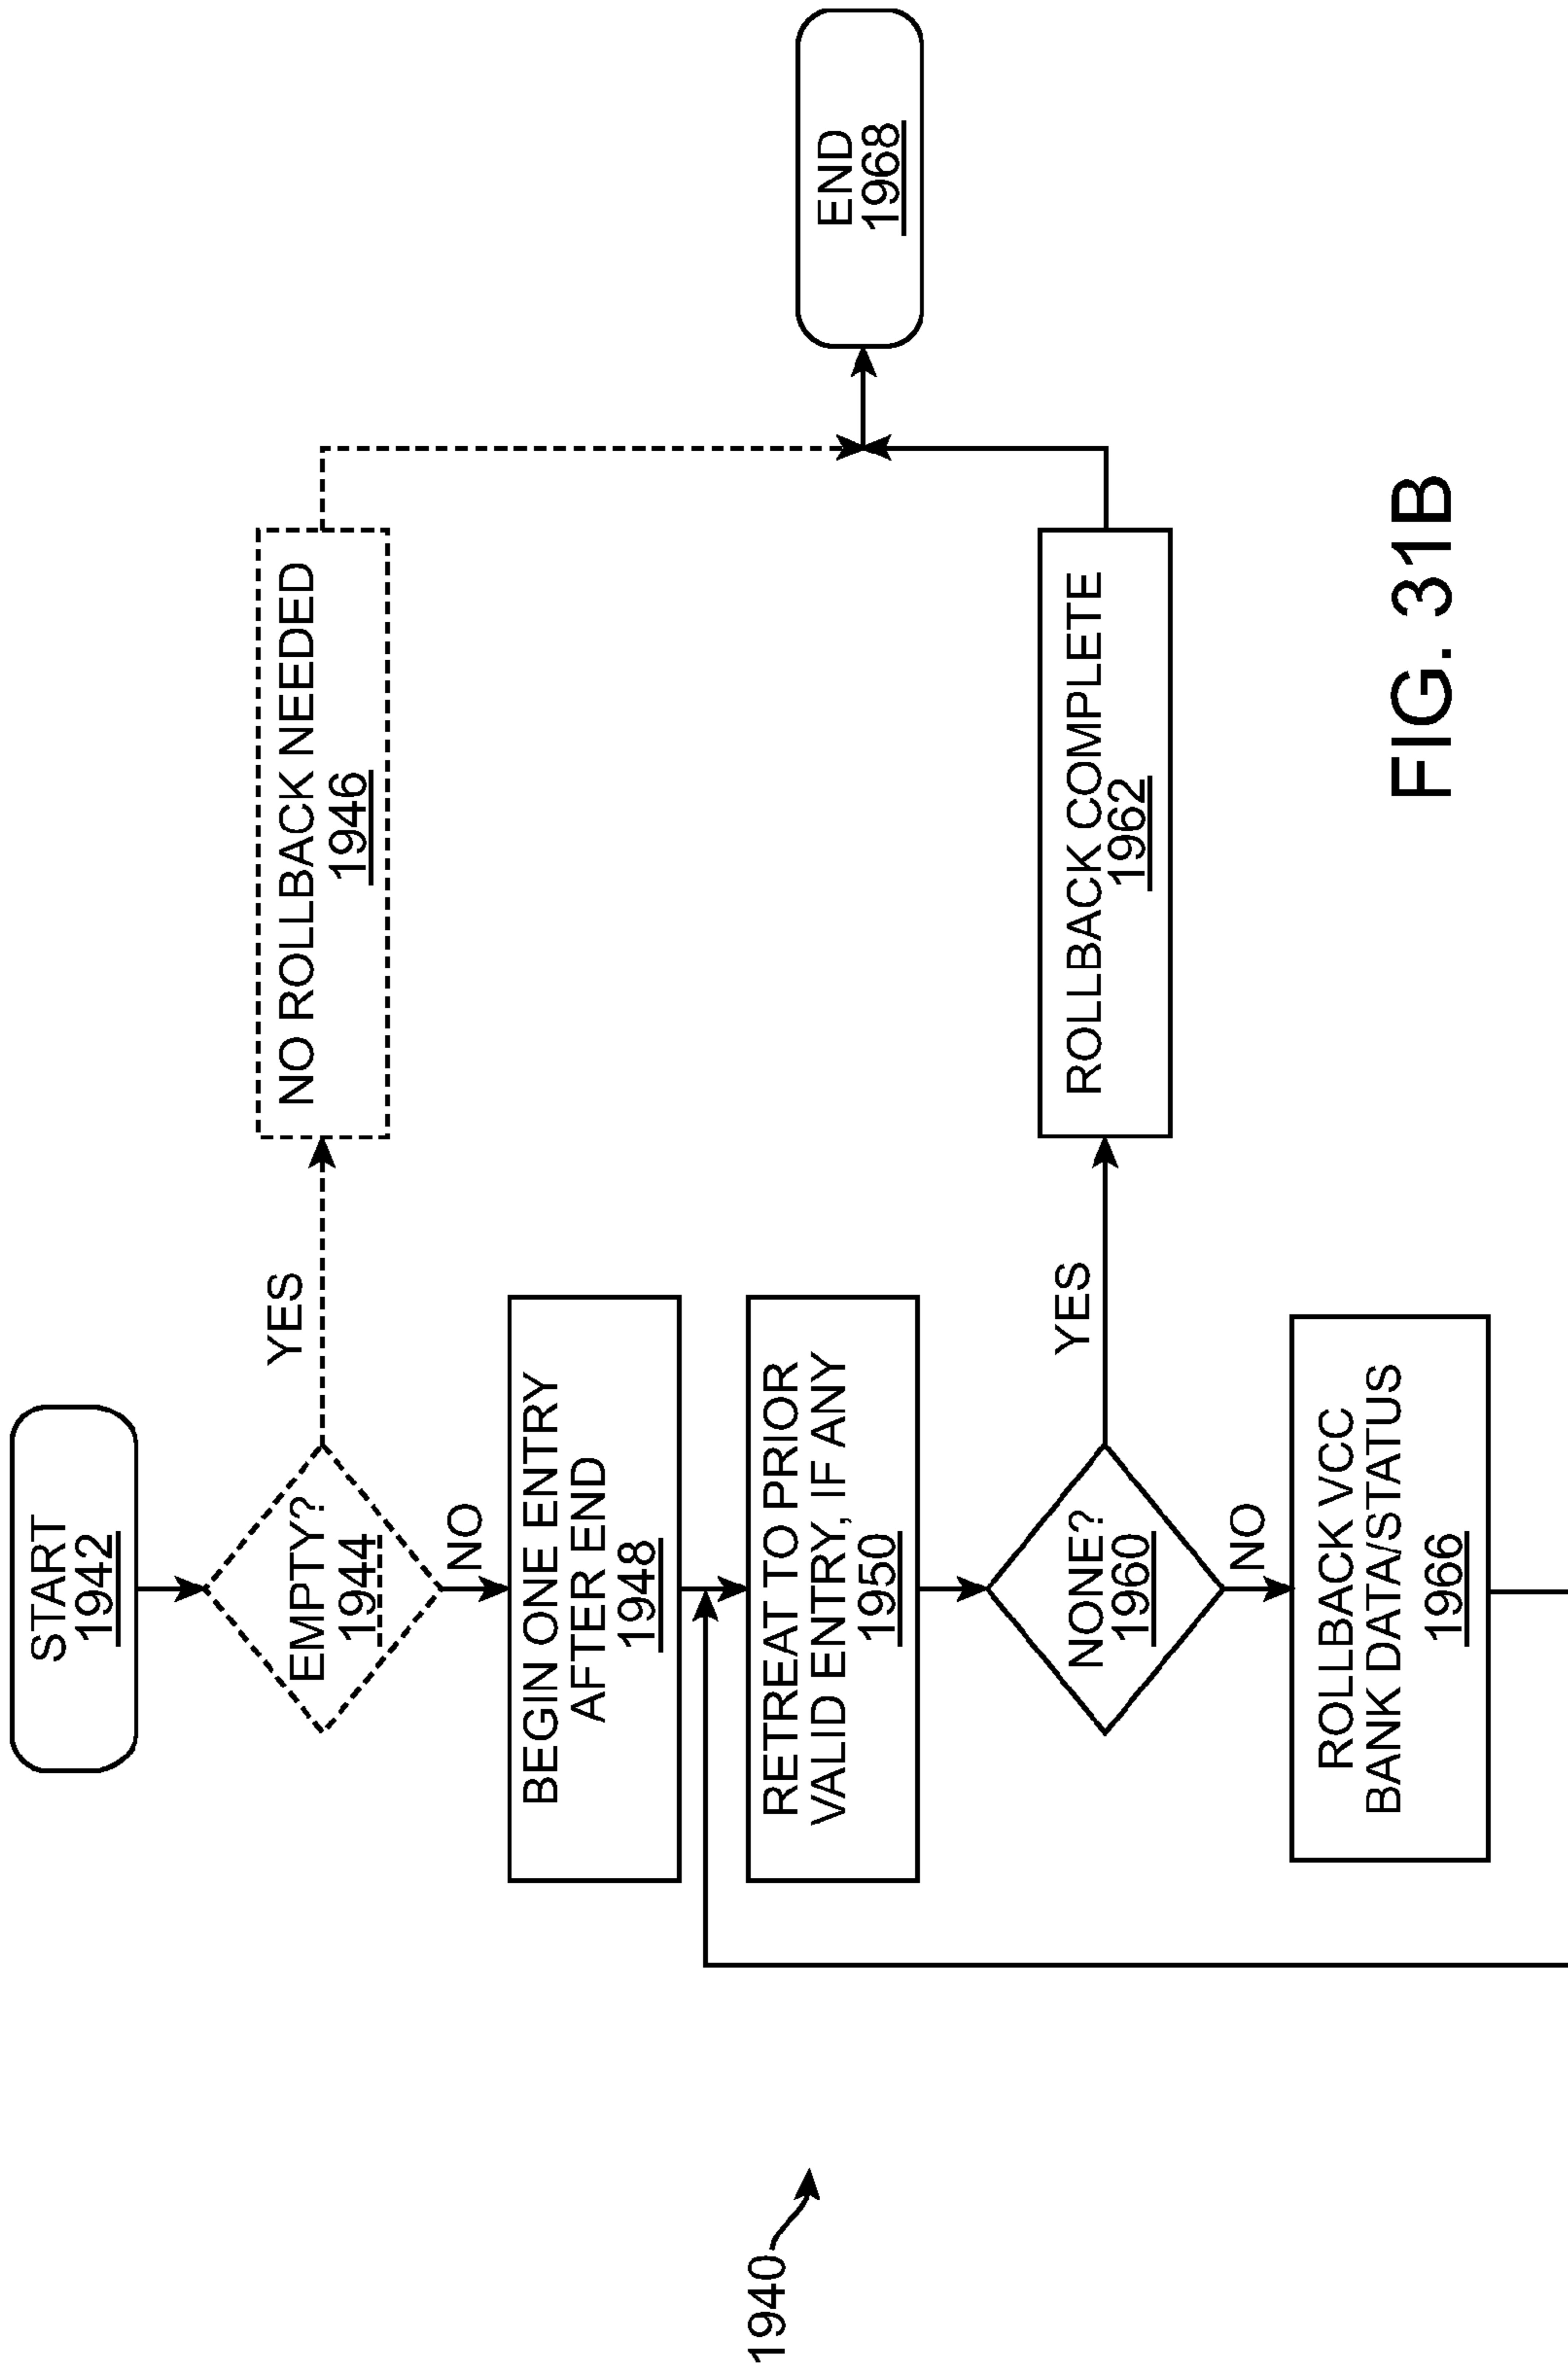 START
1942
EMPTY?
1944
YES
NO ROLLBACK NEEDED
1946
NO
BEGIN ONE ENTRY
AFTER END
1948
RETREAT TO PRIOR
VALID ENTRY, IF ANY
1950
NONE?
1960
YES
ROLLBACK COMPLETE
1962
END
1968
NO
ROLLBACK VCC
BANK DATA/STATUS
1966
1940
FIG. 31B